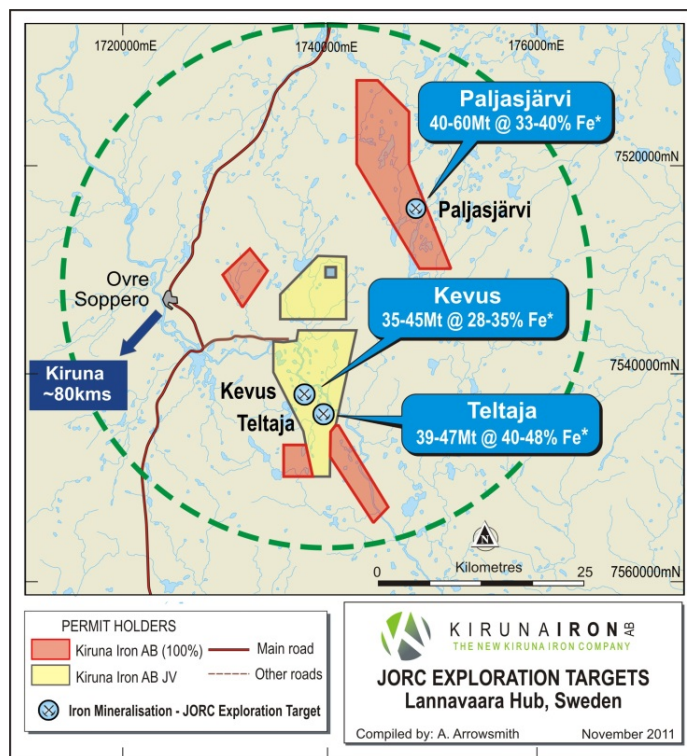 1720000mE
1740000mE
1760000mE
Paljasjärvi
40-60Mt @ 33-40% Fe*
7520000mN
Paljasjärvi
Ovre
Soppero
Kevus
35-45Mt @ 28-35% Fe*
Kiruna
~80kms
7540000mN
Kevus
Teltaja
Teltaja
39-47Mt @ 40-48% Fe*
N
Kilometres
0
25
7560000mN
PERMIT HOLDERS
Kiruna Iron AB (100%)
Main road
Kiruna Iron AB JV
Other roads
Iron Mineralisation - JORC Exploration Target
KIRUNAIRON AB
THE NEW KIRUNA IRON COMPANY
JORC EXPLORATION TARGETS
Lannavaara Hub, Sweden
Compiled by: A. Arrowsmith
November 2011